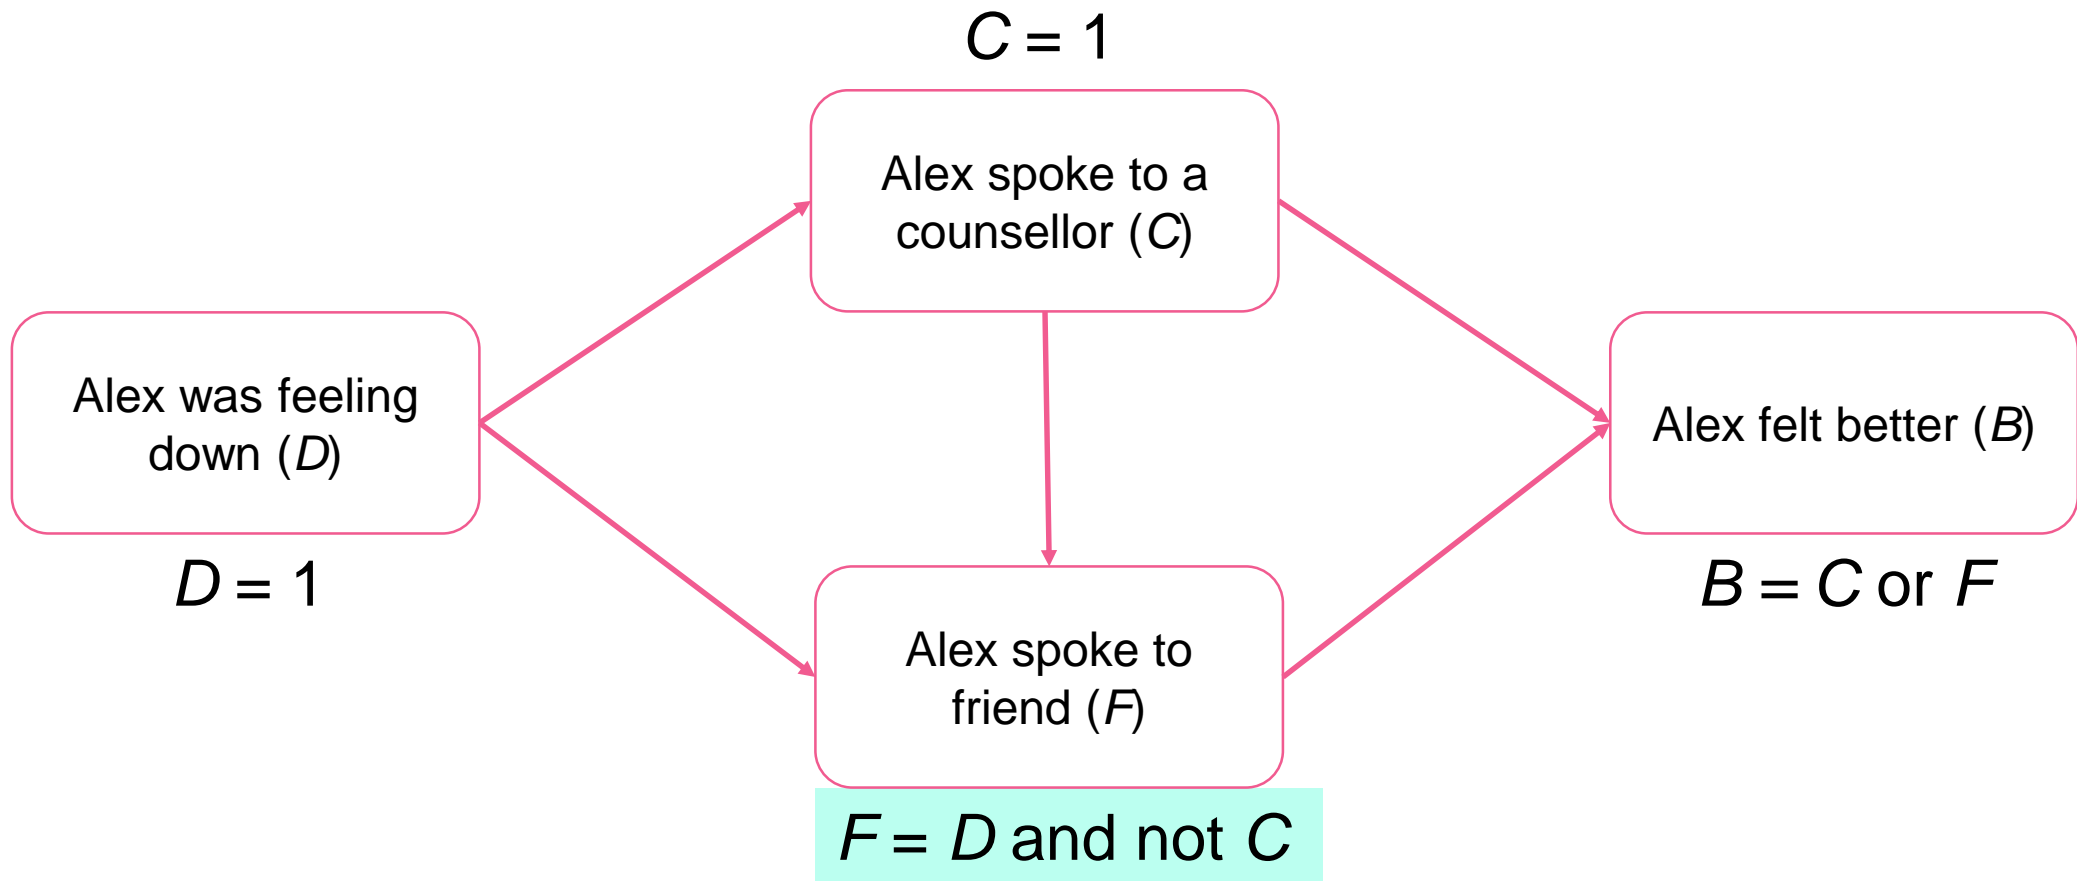 C = 1
Alex spoke to a
counsellor (C)
Alex was feeling
down (D)
D = 1
Alex felt better (B)
B = C or F
Alex spoke to
friend (F)
F = D and not C